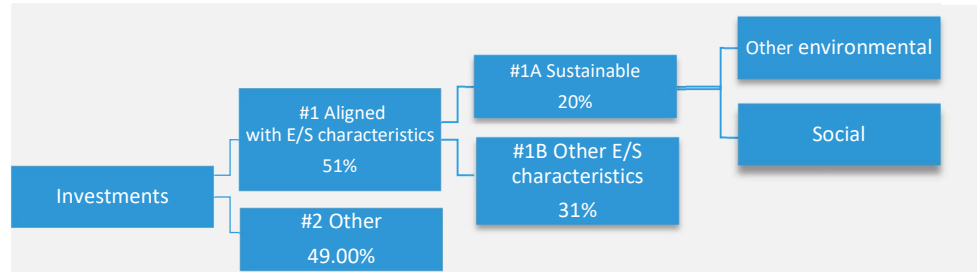 Investments
#1 Aligned
with E/S characteristics
51%
#2 Other
49.00%
#1A Sustainable
20%
#1B Other E/S
characteristics
31%
Other environmental
Social